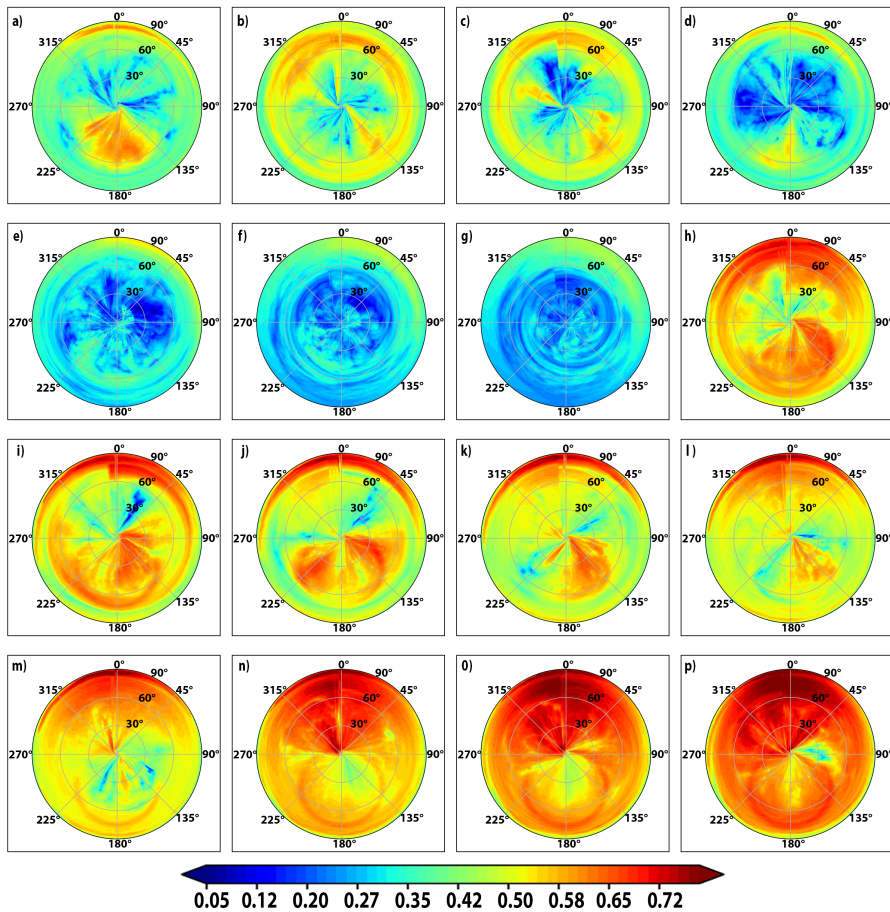 a) 0° 90°
315° 60° 45°
30°
270° 90°
225° 135°
180°
b) 0° 90°
315° 60° 45°
30°
270° 90°
225° 135°
180°
c) 0° 90°
315° 60° 45°
30°
270° 90°
225° 135°
180°
d) 0° 90°
315° 60° 45°
30°
270° 90°
225° 135°
180°
e) 0° 90°
315° 60° 45°
30°
270° 90°
225° 135°
180°
f) 0° 90°
315° 60° 45°
30°
270° 90°
225° 135°
180°
g) 0° 90°
315° 60° 45°
30°
270° 90°
225° 135°
180°
h) 0° 90°
315° 60° 45°
30°
270° 90°
225° 135°
180°
i) 0° 90°
315° 60° 45°
30°
270° 90°
225° 135°
180°
j) 0° 90°
315° 60° 45°
30°
270° 90°
225° 135°
180°
k) 0° 90°
315° 60° 45°
30°
270° 90°
225° 135°
180°
l) 0° 90°
315° 60° 45°
30°
270° 90°
225° 135°
180°
m) 0° 90°
315° 60° 45°
30°
270° 90°
225° 135°
180°
n) 0° 90°
315° 60° 45°
30°
270° 90°
225° 135°
180°
0) 0° 90°
315° 60° 45°
30°
270° 90°
225° 135°
180°
p) 0° 90°
315° 60° 45°
30°
270° 90°
225° 135°
180°
0.05 0.12 0.20 0.27 0.35 0.42 0.50 0.58 0.65 0.72